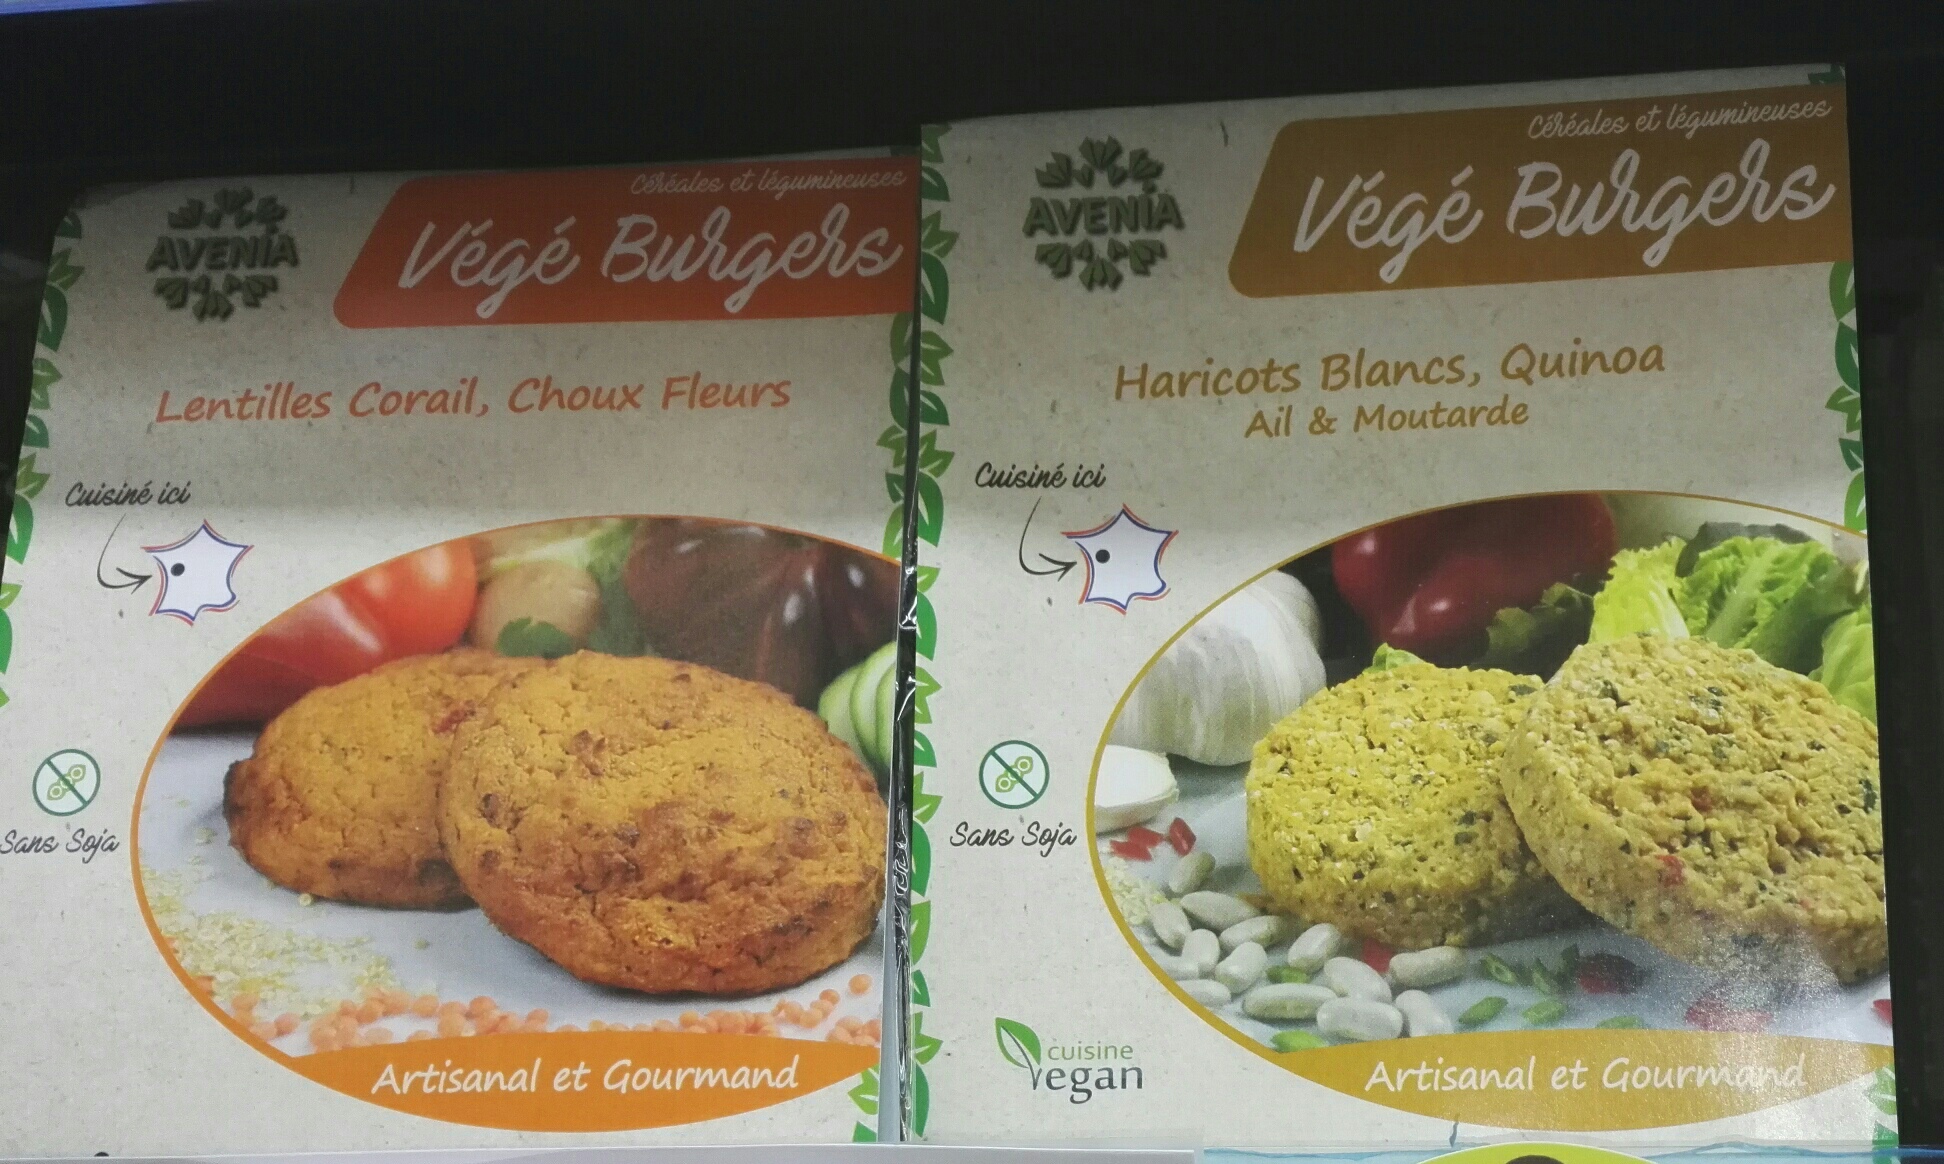 AVENIA
Céréales et légumineuses
Végé Burgers
Lentilles Corail, Choux Fleurs
Cuisiné ici
Sans Soja
Artisanal et Gourmand
AVENIA
Céréales et légumineuses
Végé Burgers
Haricots Blancs, Quinoa
Ail & Moutarde
Cuisiné ici
Sans Soja
cuisine
Vegan
Artisanal et Gourmand